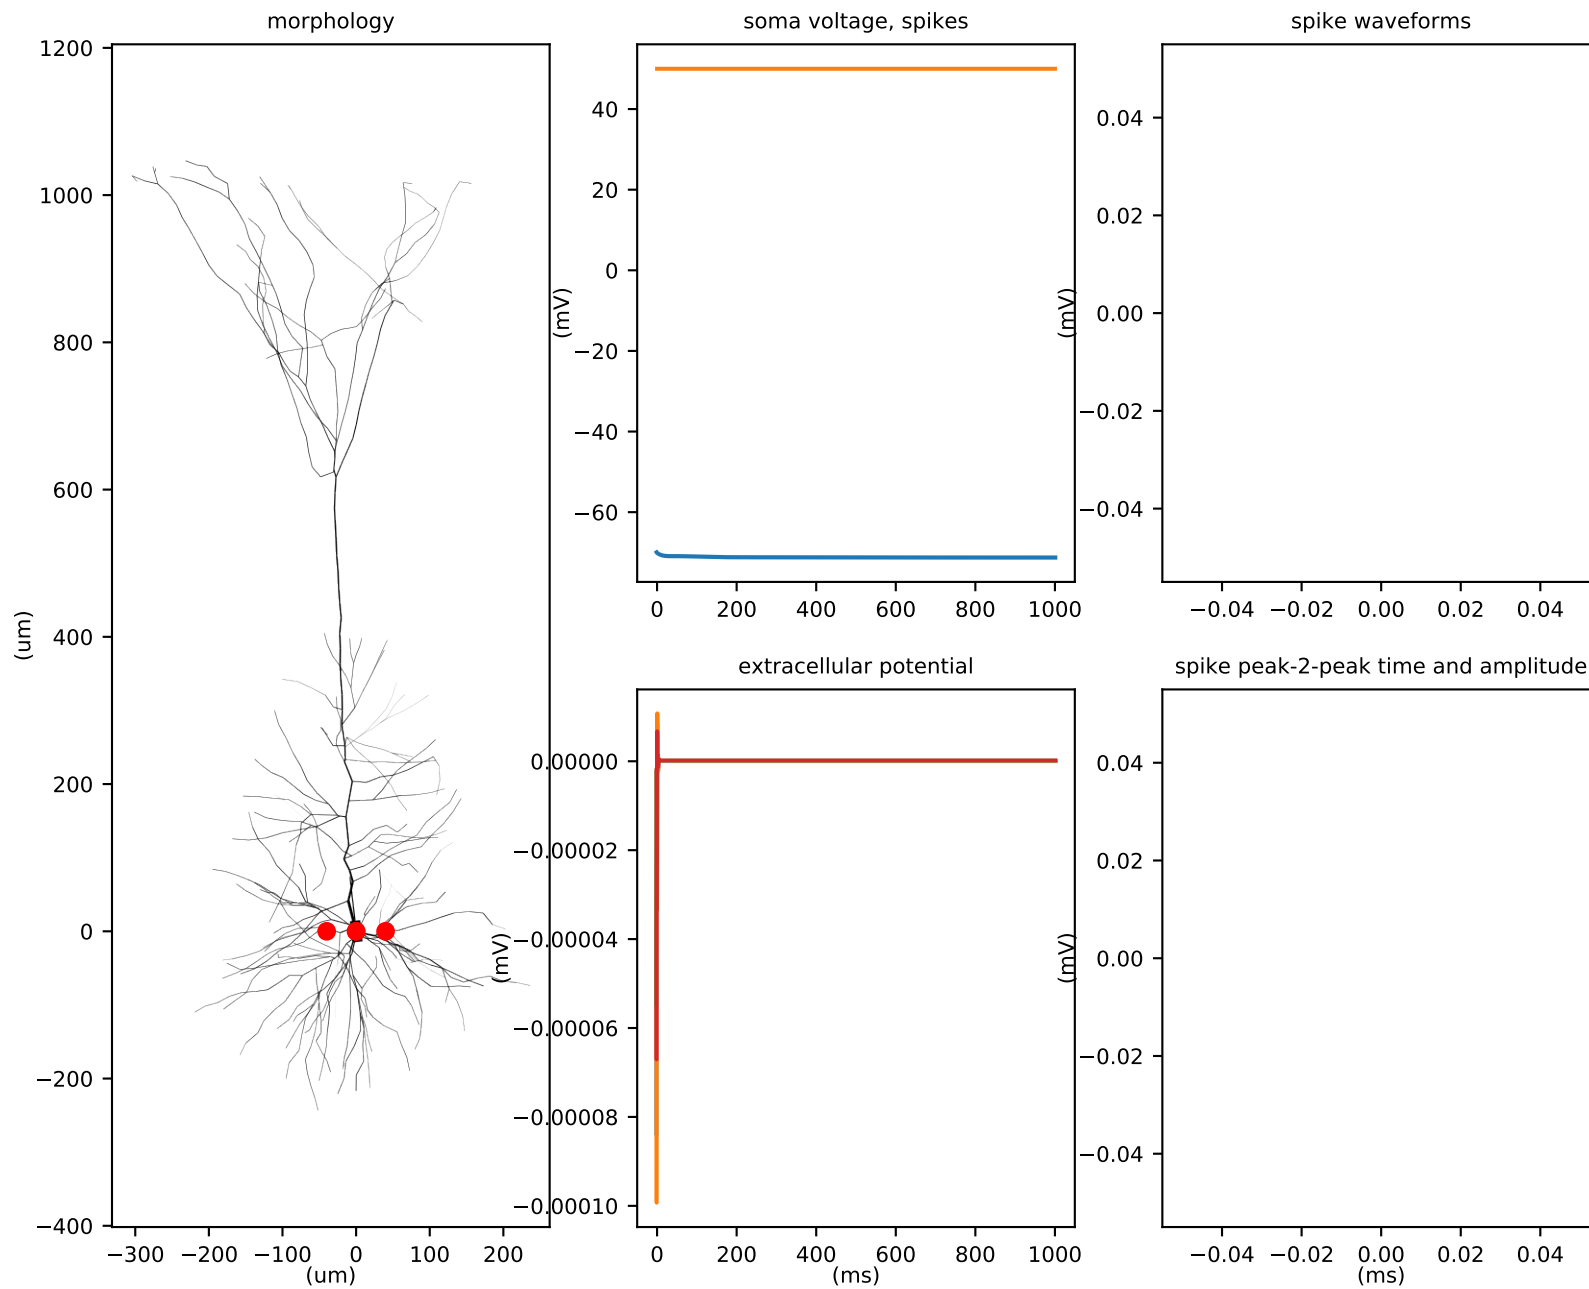 morphology
1200
1000
800
600
400
200
0
−200
−400
(um)
−300 −200 −100 0 100 200
(um)
soma voltage, spikes
40
20
0
−20
−40
−60
(mV)
0 200 400 600 800 1000
spike waveforms
0.04
0.02
0.00
−0.02
−0.04
(mV)
−0.04 −0.02 0.00 0.02 0.04
extracellular potential
0.00000
−0.00002
−0.00004
−0.00006
−0.00008
−0.00010
(mV)
0 200 400 600 800 1000
(ms)
spike peak-2-peak time and amplitude
0.04
0.02
0.00
−0.02
−0.04
(mV)
−0.04 −0.02 0.00 0.02 0.04
(ms)